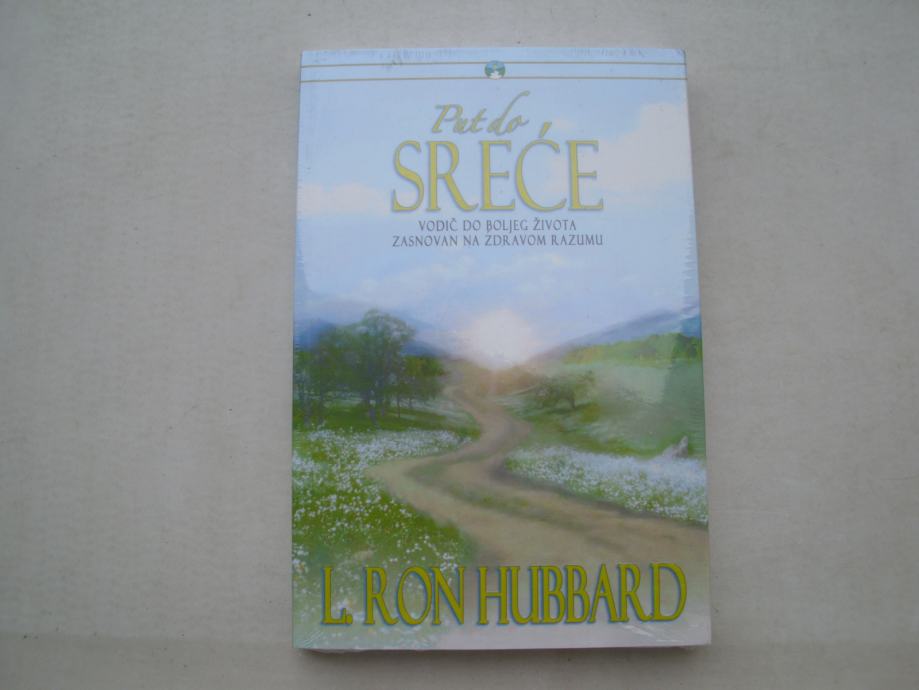 Put do
SREĆE
VODIČ DO BOLJEG ŽIVOTA
ZASNOVAN NA ZDRAVOM RAZUMU
L. RON HUBBARD